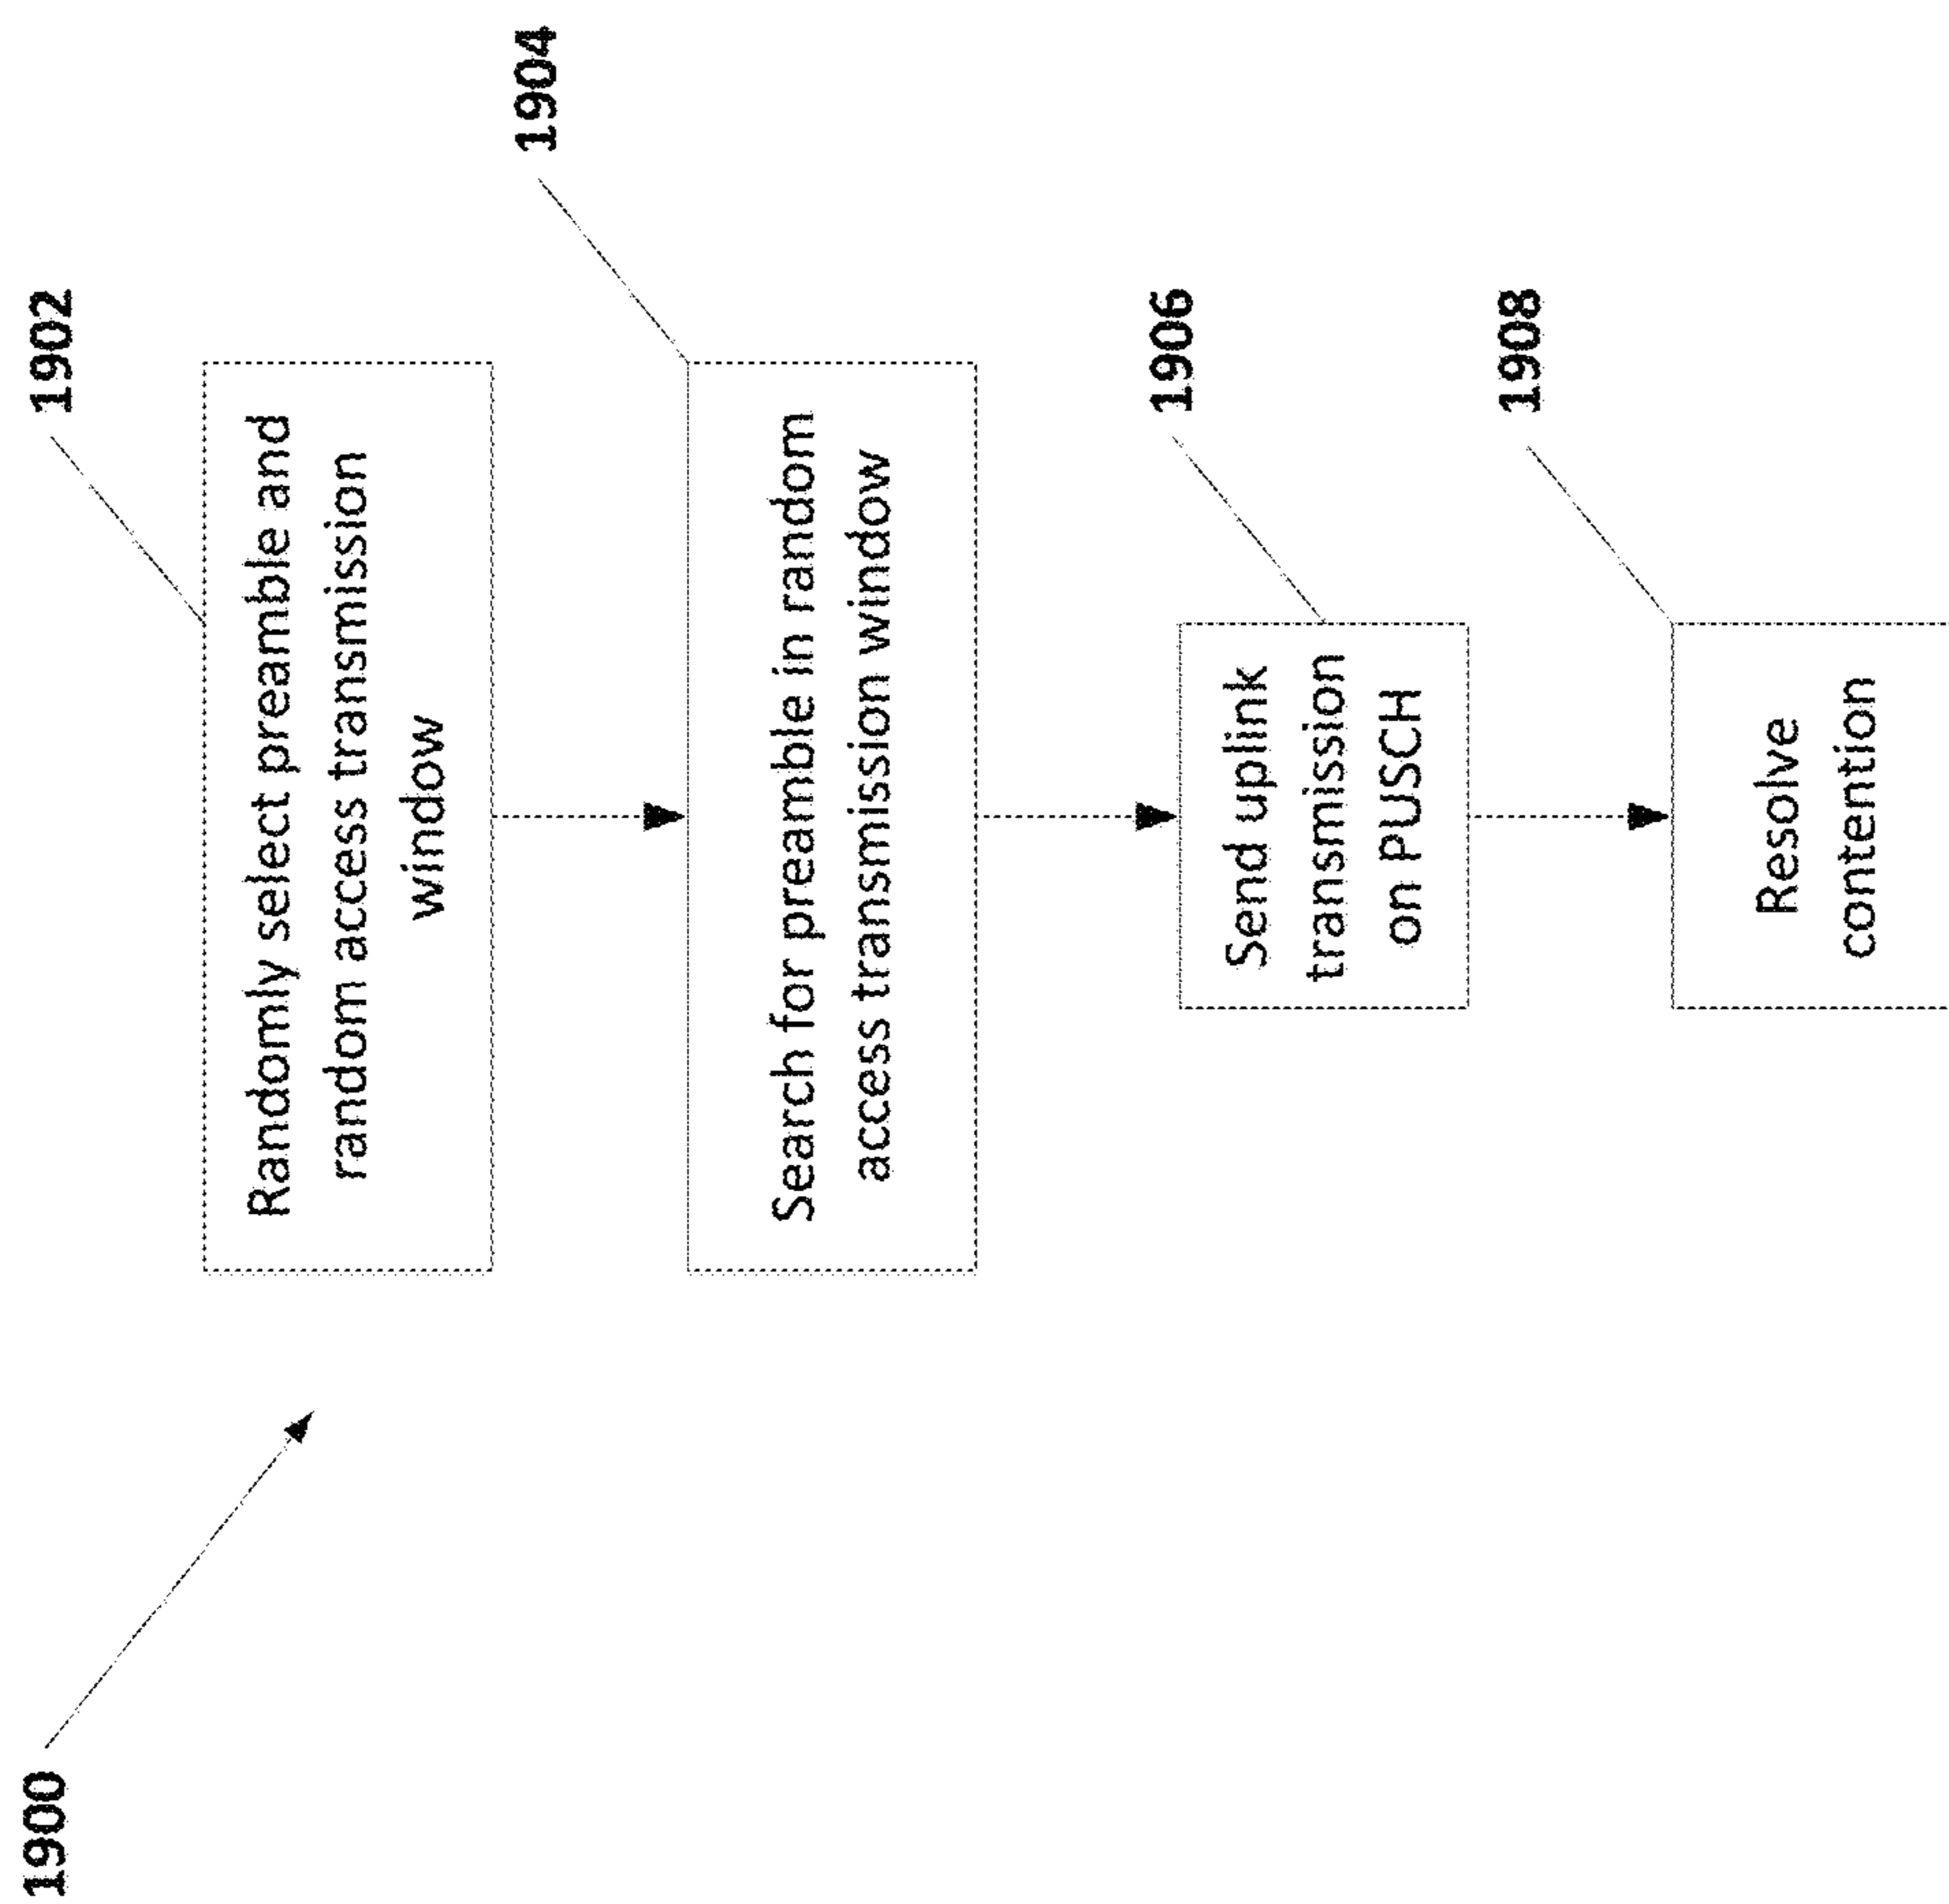 1900
1902
Randomly select preamble and
random access transmission
window
1904
Search for preamble in random
access transmission window
1906
Send uplink
transmission
on PUSCH
1908
Resolve
contention